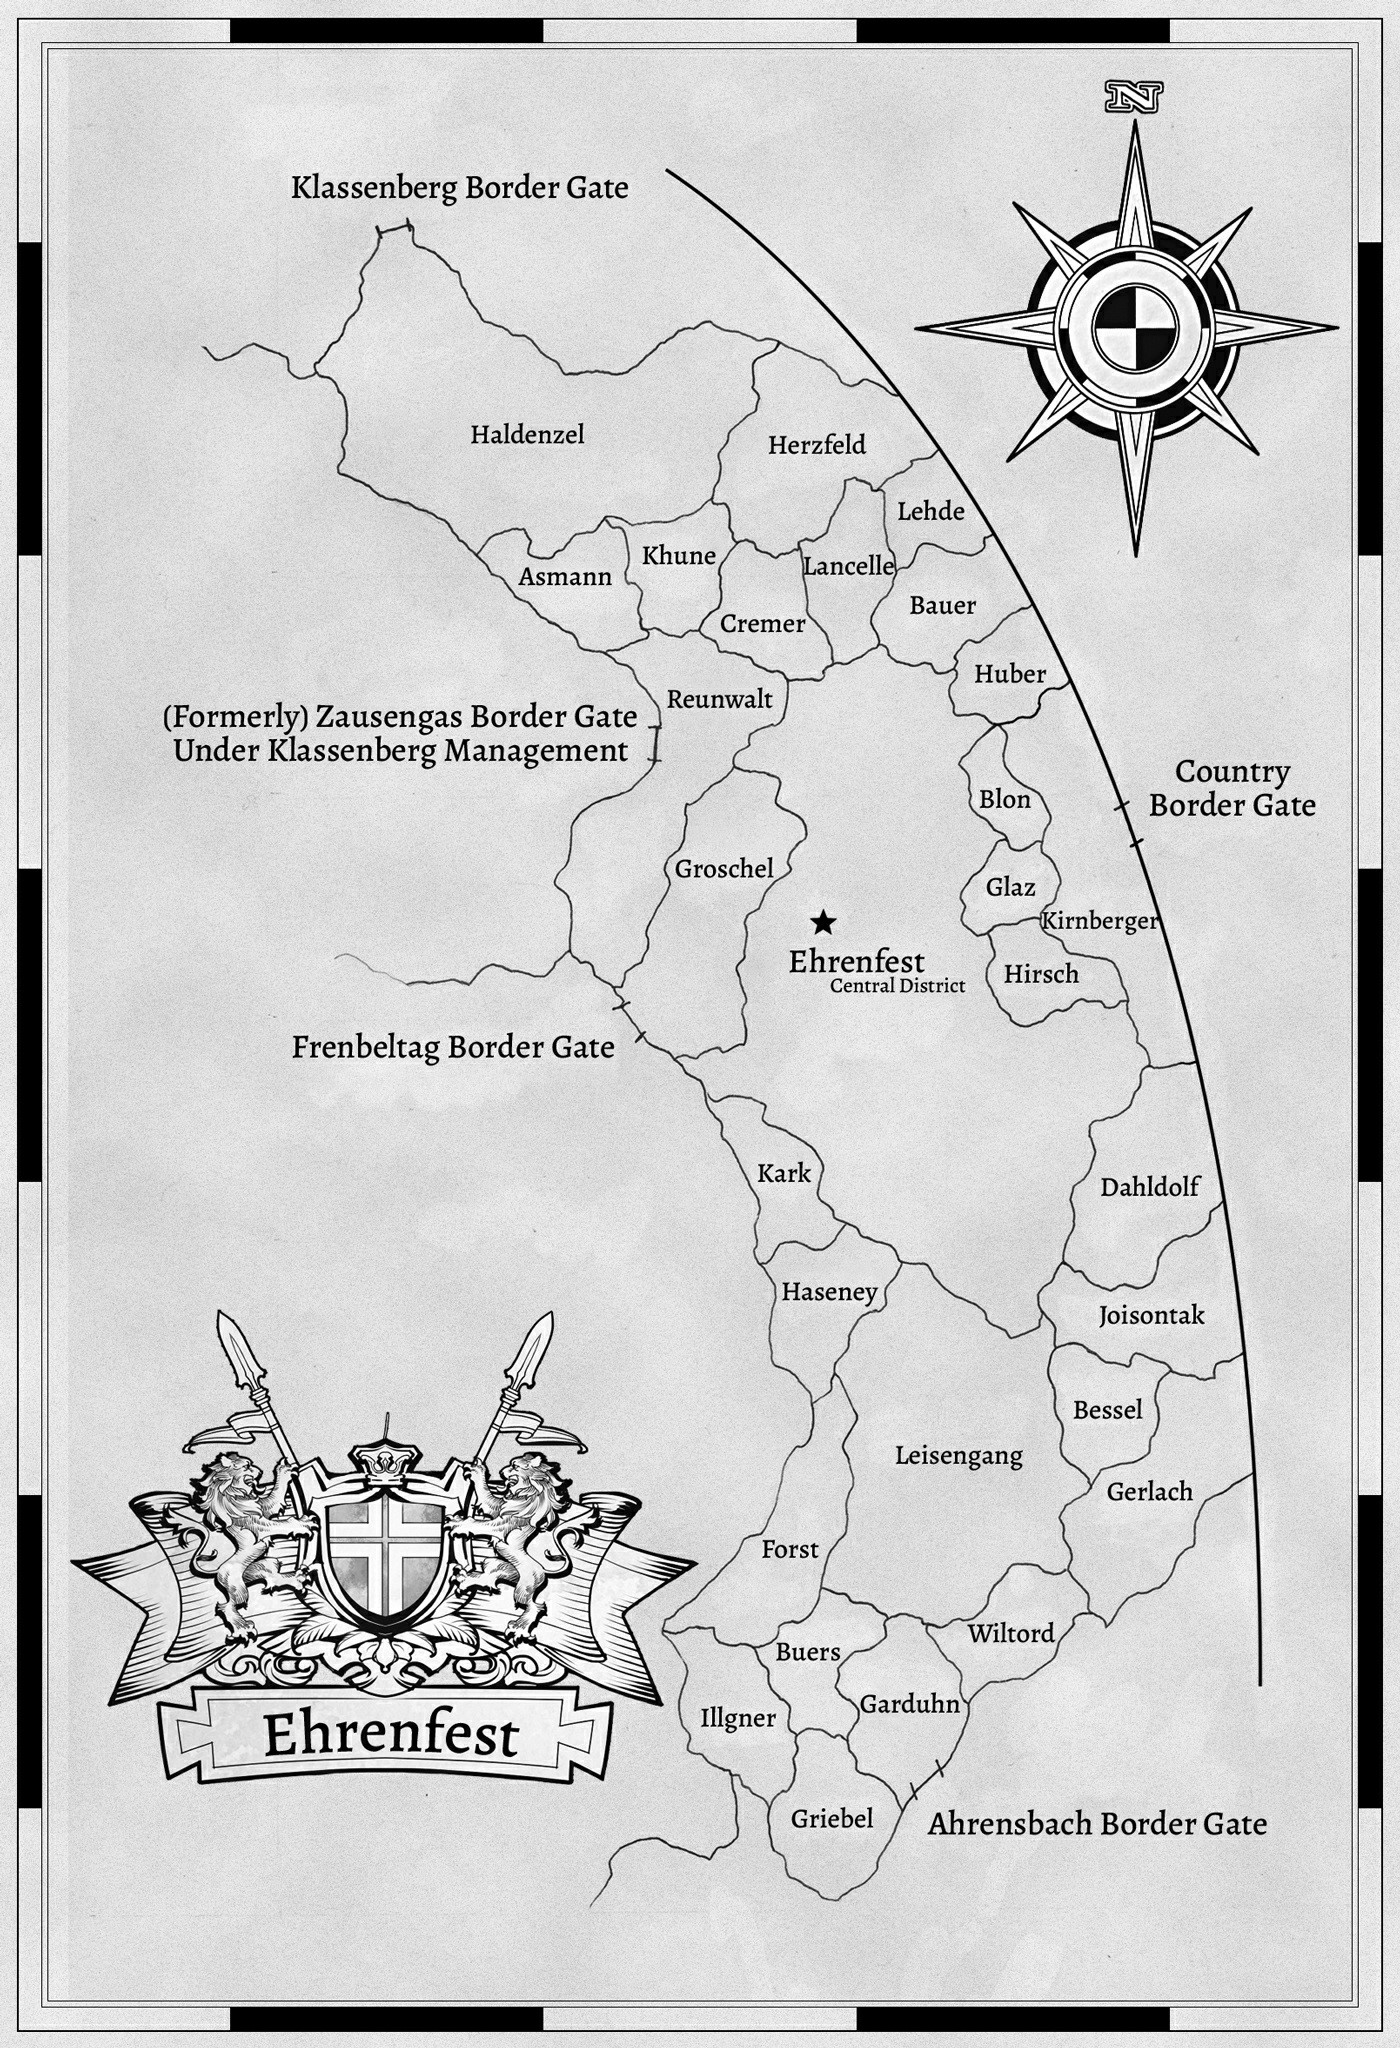 N
Klassenberg Border Gate
Haldenzel
Herzfeld
Lehde
Khune
Lancelle
Asmann
Bauer
Cremer
Huber
Reunwalt
(Formerly) Zausengas Border Gate
Under Klassenberg Management
Country
Border Gate
Blon
Groschel
Glaz
Kirnberger
Ehrenfest
Central District
Hirsch
Frenbeltag Border Gate
Kark
Dahldolf
Haseney
Joisontak
Bessel
Leisengang
Gerlach
Forst
Wiltord
Buers
Garduhn
Illgner
Ehrenfest
Griebel
Ahrensbach Border Gate